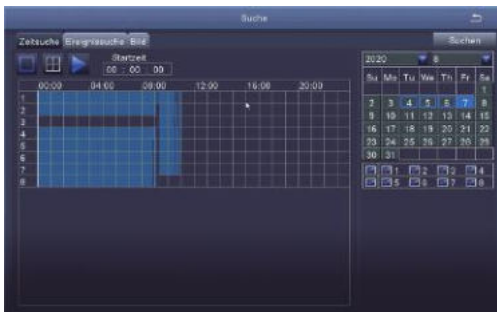 Suche
Zeitsuche Ereignissuche Bild
Suchen
Startzeit
00 : 00 00
2020 8
Su Mo Tu We Th Fr Sa
1
2 3 4 5 6 7 8
9 10 11 12 13 14 15
16 17 18 19 20 21 22
23 24 25 26 27 28 29
30 31
00:00 04:00 08:00 12:00 16:00 20:00
1
2
3
4
5
6
7
8
1 2 3 4
5 6 7 8